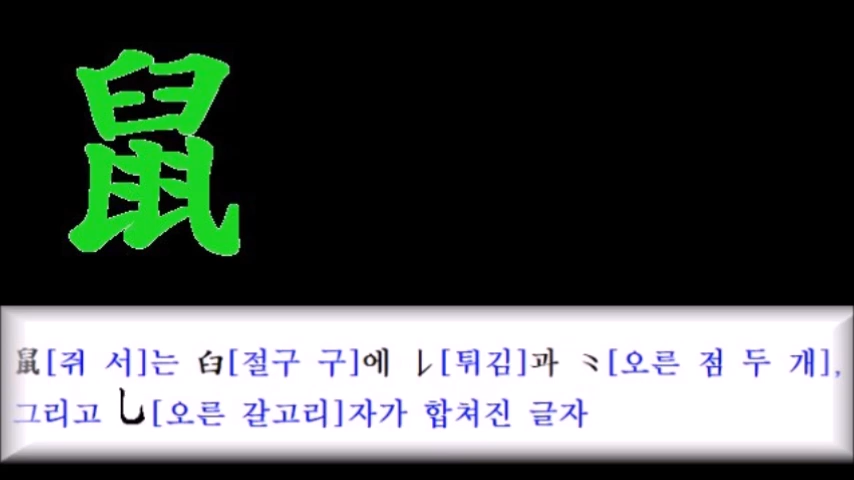 鼠
鼠[쥐 서]는 臼[절구 구]에 𠄌[튀김]과 ⺀[오른 점 두 개],
그리고 乚[오른 갈고리]자가 합쳐진 글자